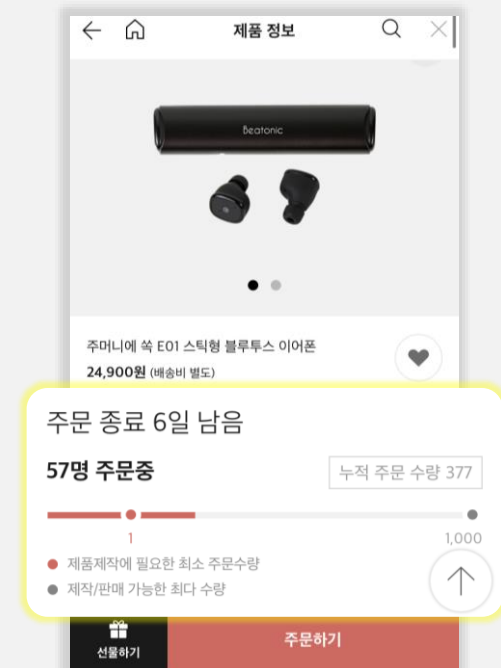 제품 정보
Beatonic
주머니에 쏙 E01 스틱형 블루투스 이어폰
24,900원 (배송비 별도)
주문 종료 6일 남음
57명 주문중
누적 주문 수량 377
1
1,000
제품제작에 필요한 최소 주문수량
제작/판매 가능한 최다 수량
선물하기
주문하기